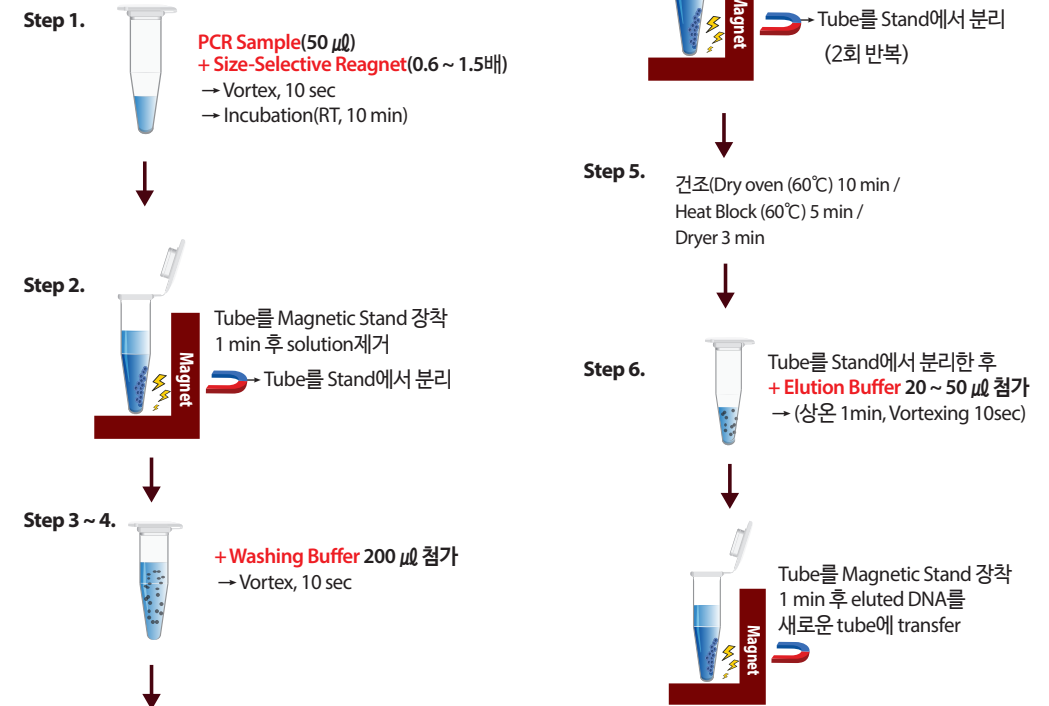 Step 1.
PCR Sample(50 ㎕)
+ Size-Selective Reagnet(0.6 ~ 1.5배)
→ Vortex, 10 sec
→ Incubation(RT, 10 min)
Step 2.
Tube를 Magnetic Stand 장착
1 min 후 solution제거
→ Tube를 Stand에서 분리
Magnet
Step 3 ~ 4.
+ Washing Buffer 200 ㎕ 첨가
→ Vortex, 10 sec
Magnet
→ Tube를 Stand에서 분리
(2회 반복)
Step 5.
건조(Dry oven (60℃) 10 min /
Heat Block (60℃) 5 min /
Dryer 3 min
Step 6.
Tube를 Stand에서 분리한 후
+ Elution Buffer 20 ~ 50 ㎕ 첨가
→ (상온 1min, Vortexing 10sec)
Tube를 Magnetic Stand 장착
1 min 후 eluted DNA를
새로운 tube에 transfer
Magnet